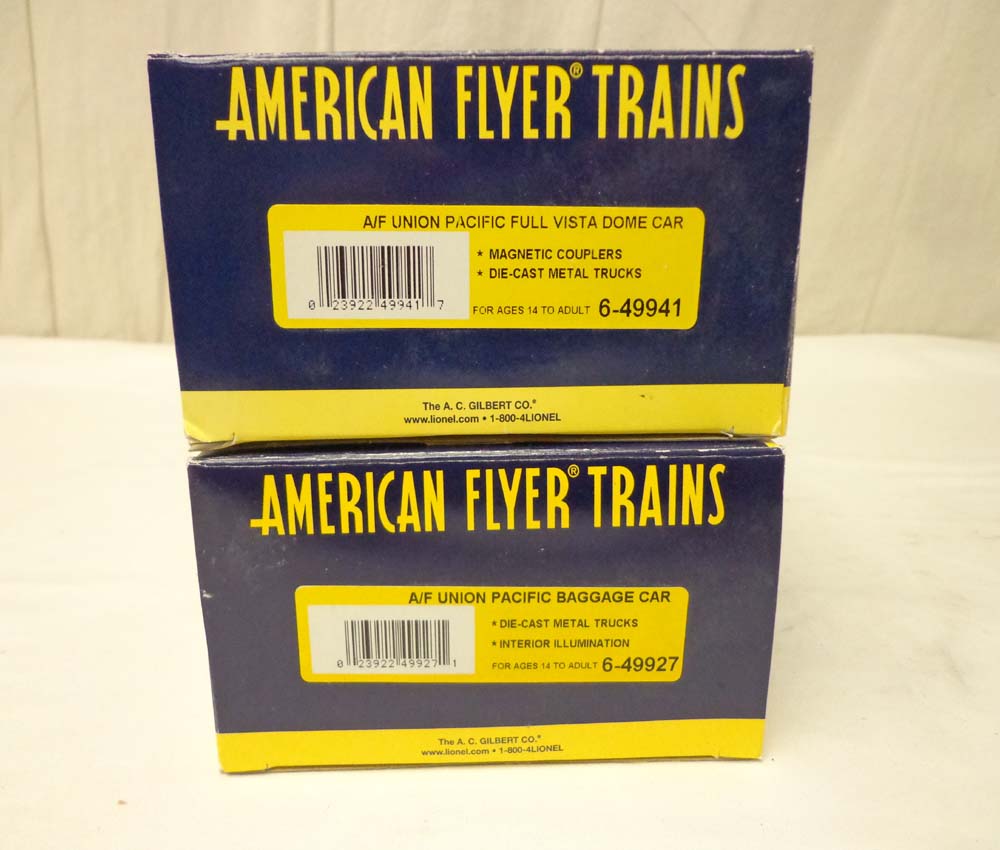 AMERICAN FLYER® TRAINS
A/F UNION PACIFIC FULL VISTA DOME CAR
* MAGNETIC COUPLERS
* DIE-CAST METAL TRUCKS
0 23922 49941 7
FOR AGES 14 TO ADULT 6-49941
The A. C. GILBERT CO.®
www.lionel.com • 1-800-4LIONEL
AMERICAN FLYER® TRAINS
A/F UNION PACIFIC BAGGAGE CAR
* DIE-CAST METAL TRUCKS
* INTERIOR ILLUMINATION
0 23922 49927 1
FOR AGES 14 TO ADULT 6-49927
The A. C. GILBERT CO.®
www.lionel.com • 1-800-4LIONEL